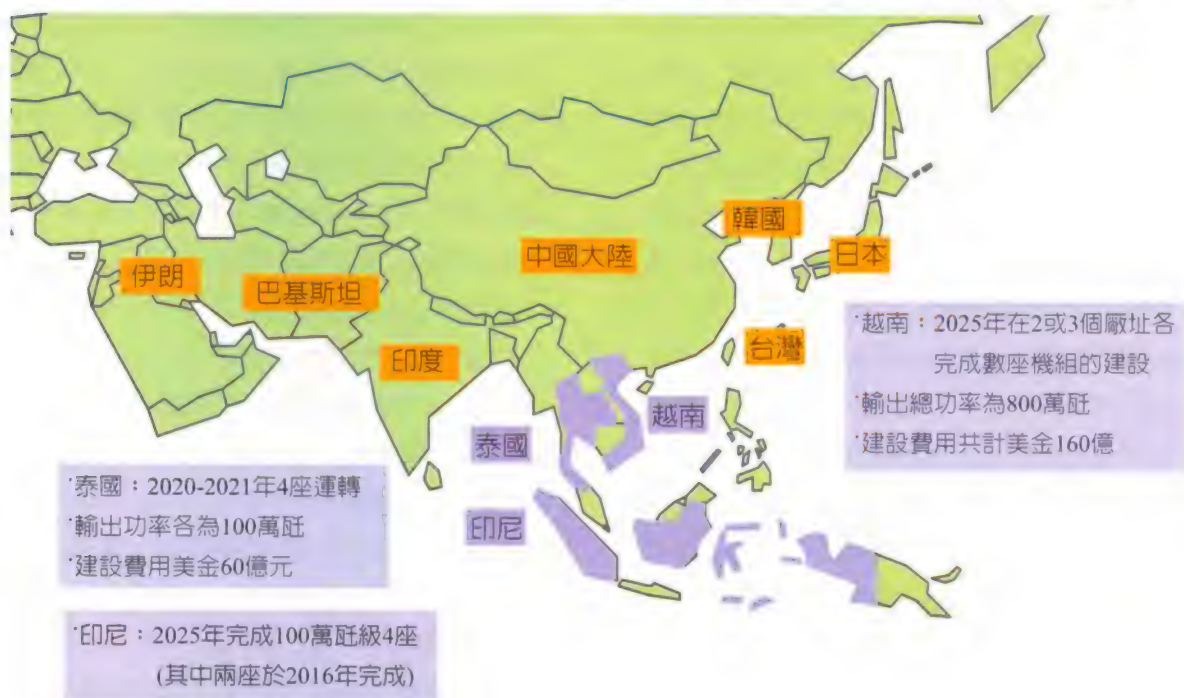 韓國
中國大陸
日本
伊朗
巴基斯坦
印度
台灣
越南
泰國
印尼
·越南：2025年在2或3個廠址各
完成數座機組的建設
·輸出總功率為800萬瓩
·建設費用共計美金160億
·泰國：2020-2021年4座運轉
·輸出功率各為100萬瓩
·建設費用美金60億元
·印尼：2025年完成100萬瓩級4座
(其中兩座於2016年完成)